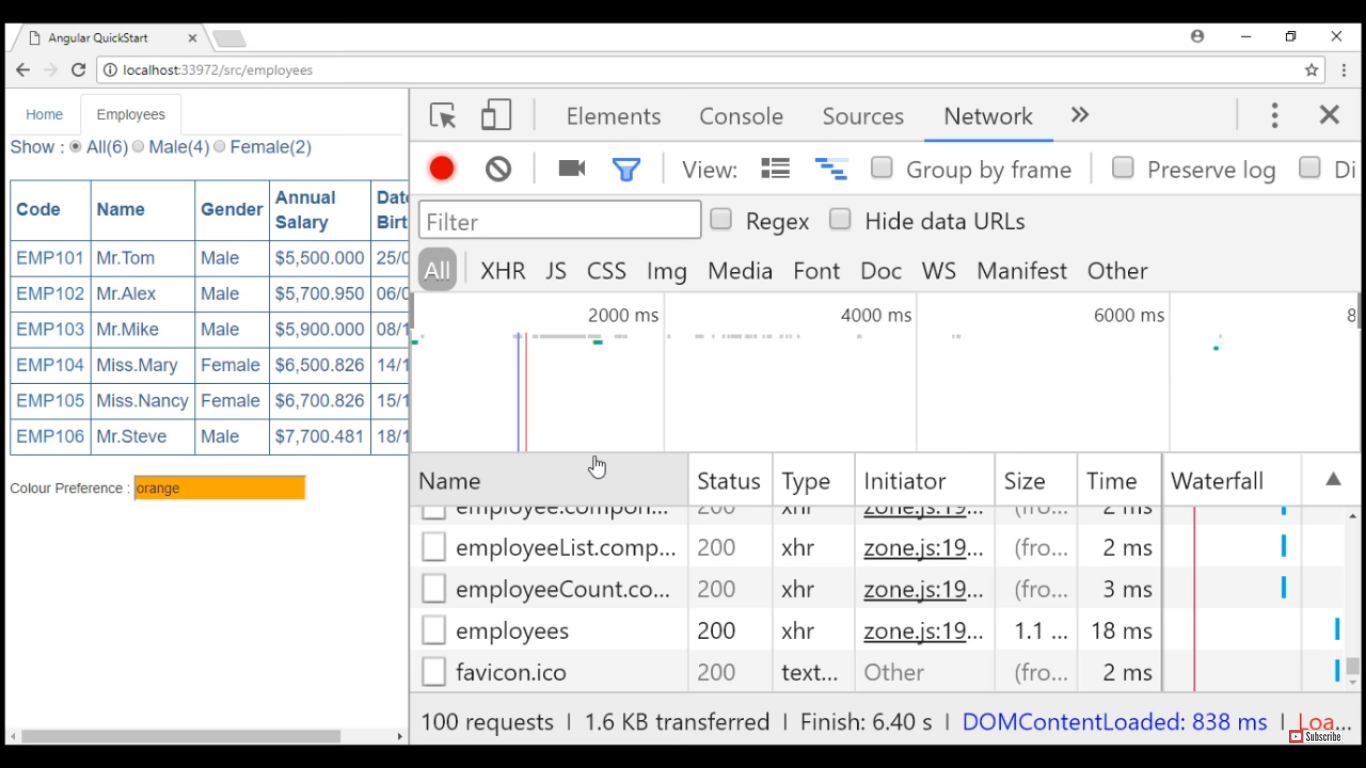 Angular QuickStart
localhost:33972/src/employees
Home Employees
Show : All(6) Male(4) Female(2)
Code Name Gender Annual Salary Date Birt
EMP101 Mr.Tom Male $5,500.000 25/0
EMP102 Mr.Alex Male $5,700.950 06/0
EMP103 Mr.Mike Male $5,900.000 08/1
EMP104 Miss.Mary Female $6,500.826 14/1
EMP105 Miss.Nancy Female $6,700.826 15/1
EMP106 Mr.Steve Male $7,700.481 18/1
Colour Preference : orange
Elements Console Sources Network
View: Group by frame Preserve log Di
Filter Regex Hide data URLs
All XHR JS CSS Img Media Font Doc WS Manifest Other
2000 ms 4000 ms 6000 ms 8
Name Status Type Initiator Size Time Waterfall
employee.compon... 200 xhr zone.js:19... (fro... 2 ms
employeeList.comp... 200 xhr zone.js:19... (fro... 2 ms
employeeCount.co... 200 xhr zone.js:19... (fro... 3 ms
employees 200 xhr zone.js:19... 1.1 ... 18 ms
favicon.ico 200 text... Other (fro... 2 ms
100 requests | 1.6 KB transferred | Finish: 6.40 s | DOMContentLoaded: 838 ms | Loa...
Subscribe